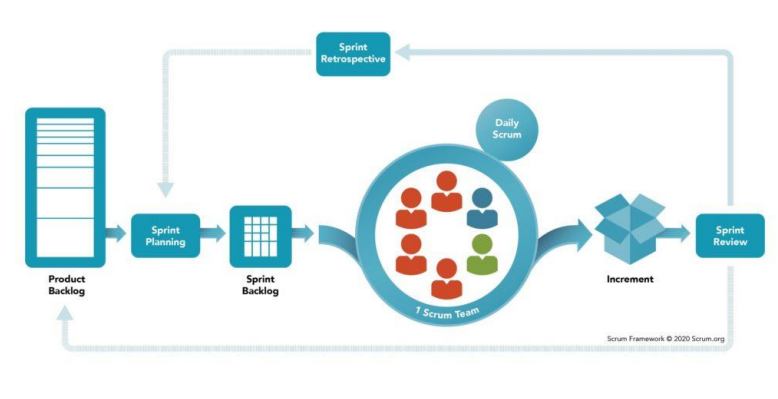 Sprint
Retrospective
Daily
Scrum
Sprint
Planning
Sprint
Review
Product
Backlog
Sprint
Backlog
Increment
1 Scrum Team
Scrum Framework © 2020 Scrum.org